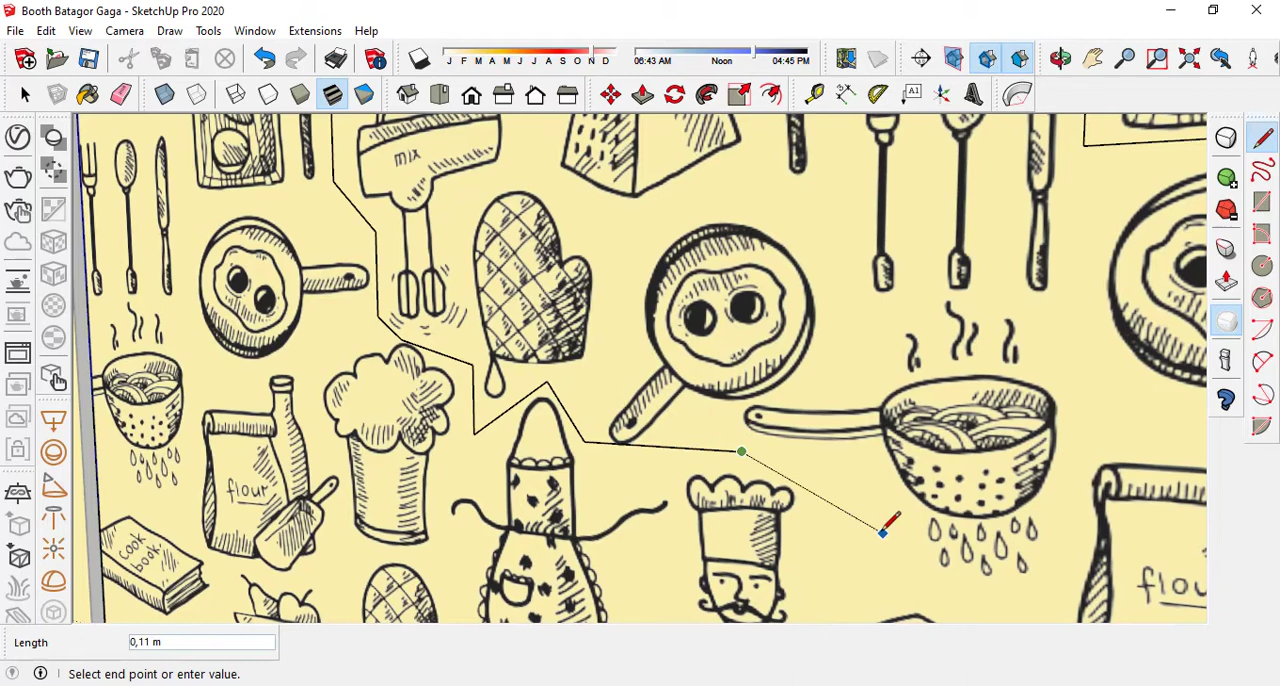 Booth Batagor Gaga - SketchUp Pro 2020
File Edit View Camera Draw Tools Window Extensions Help
J F M A M J J A S O N D 06:43 AM Noon 04:45 PM
A1
mix
flour
cook
book.
flou
Length 0,11 m
Select end point or enter value.